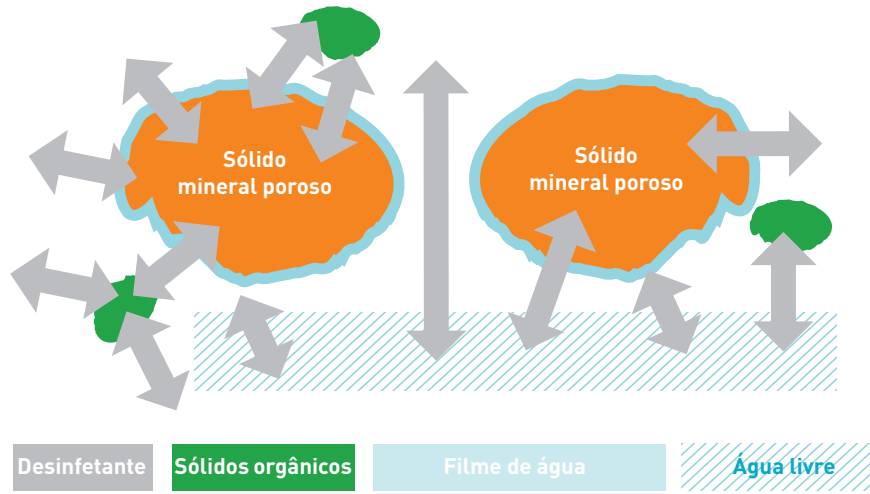 Sólido
mineral poroso
Sólido
mineral poroso
Desinfetante
Sólidos orgânicos
Filme de água
Água livre